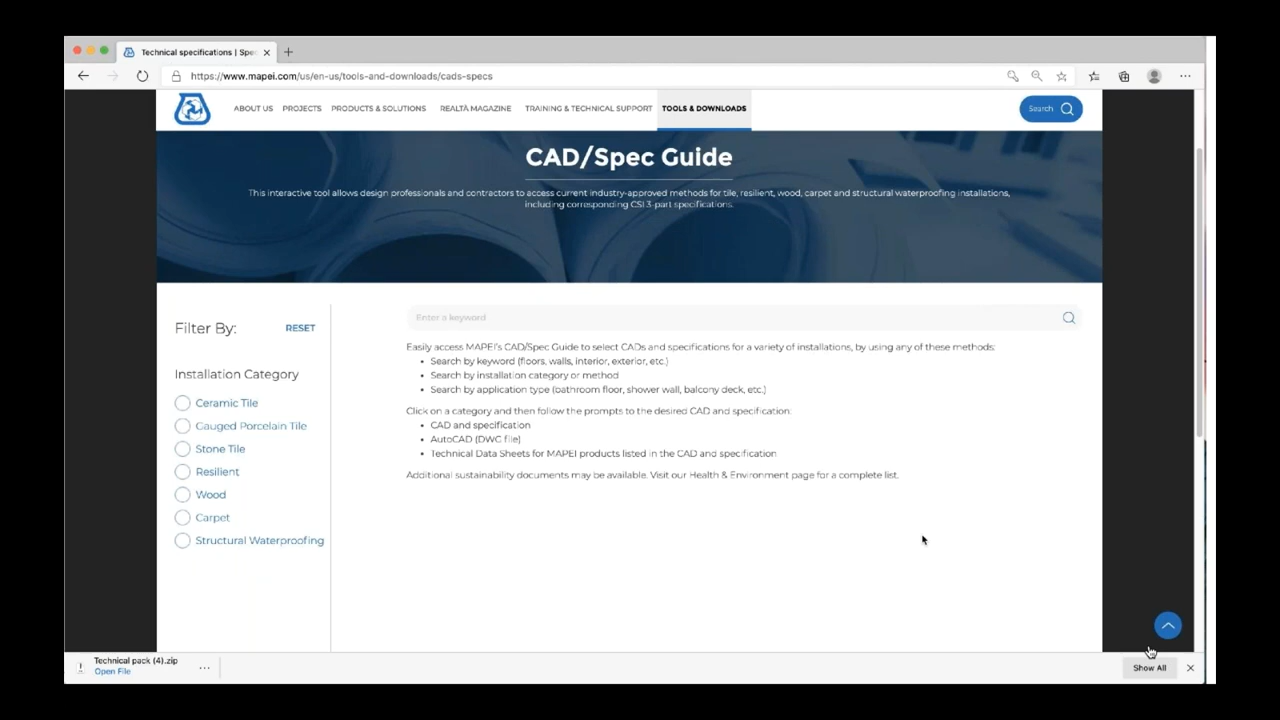 Technical specifications | Spec
https://www.mapei.com/us/en-us/tools-and-downloads/cads-specs
ABOUT US PROJECTS PRODUCTS & SOLUTIONS REALTÀ MAGAZINE TRAINING & TECHNICAL SUPPORT TOOLS & DOWNLOADS Search
CAD/Spec Guide
This interactive tool allows design professionals and contractors to access current industry-approved methods for tile, resilient, wood, carpet and structural waterproofing installations,
including corresponding CSI 3-part specifications.
Filter By: RESET
Installation Category
Ceramic Tile
Gauged Porcelain Tile
Stone Tile
Resilient
Wood
Carpet
Structural Waterproofing
Enter a keyword
Easily access MAPEI's CAD/Spec Guide to select CADs and specifications for a variety of installations, by using any of these methods:
• Search by keyword (floors, walls, interior, exterior, etc.)
• Search by installation category or method
• Search by application type (bathroom floor, shower wall, balcony deck, etc.)
Click on a category and then follow the prompts to the desired CAD and specification:
• CAD and specification
• AutoCAD (DWG file)
• Technical Data Sheets for MAPEI products listed in the CAD and specification
Additional sustainability documents may be available. Visit our Health & Environment page for a complete list.
Technical pack (4).zip
Open File
Show All